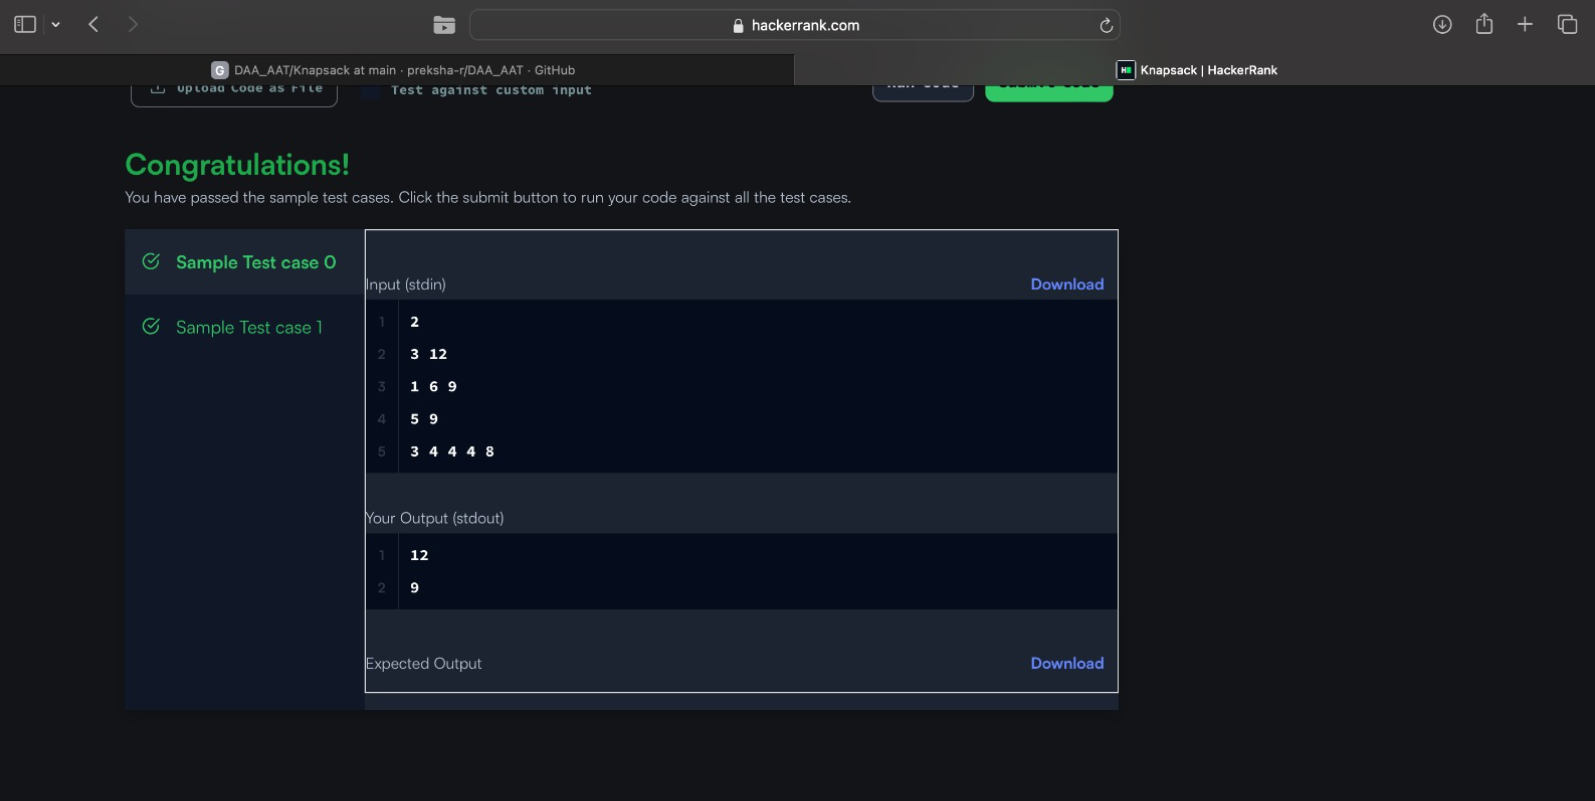 hackerrank.com
G DAA_AAT/Knapsack at main · preksha-r/DAA_AAT · GitHub
H Knapsack | HackerRank
Upload Code as File
Test against custom input
Run Code
Submit Code
Congratulations!
You have passed the sample test cases. Click the submit button to run your code against all the test cases.
Sample Test case 0
Sample Test case 1
Input (stdin)
Download
1 2
2 3 12
3 1 6 9
4 5 9
5 3 4 4 4 8
Your Output (stdout)
1 12
2 9
Expected Output
Download